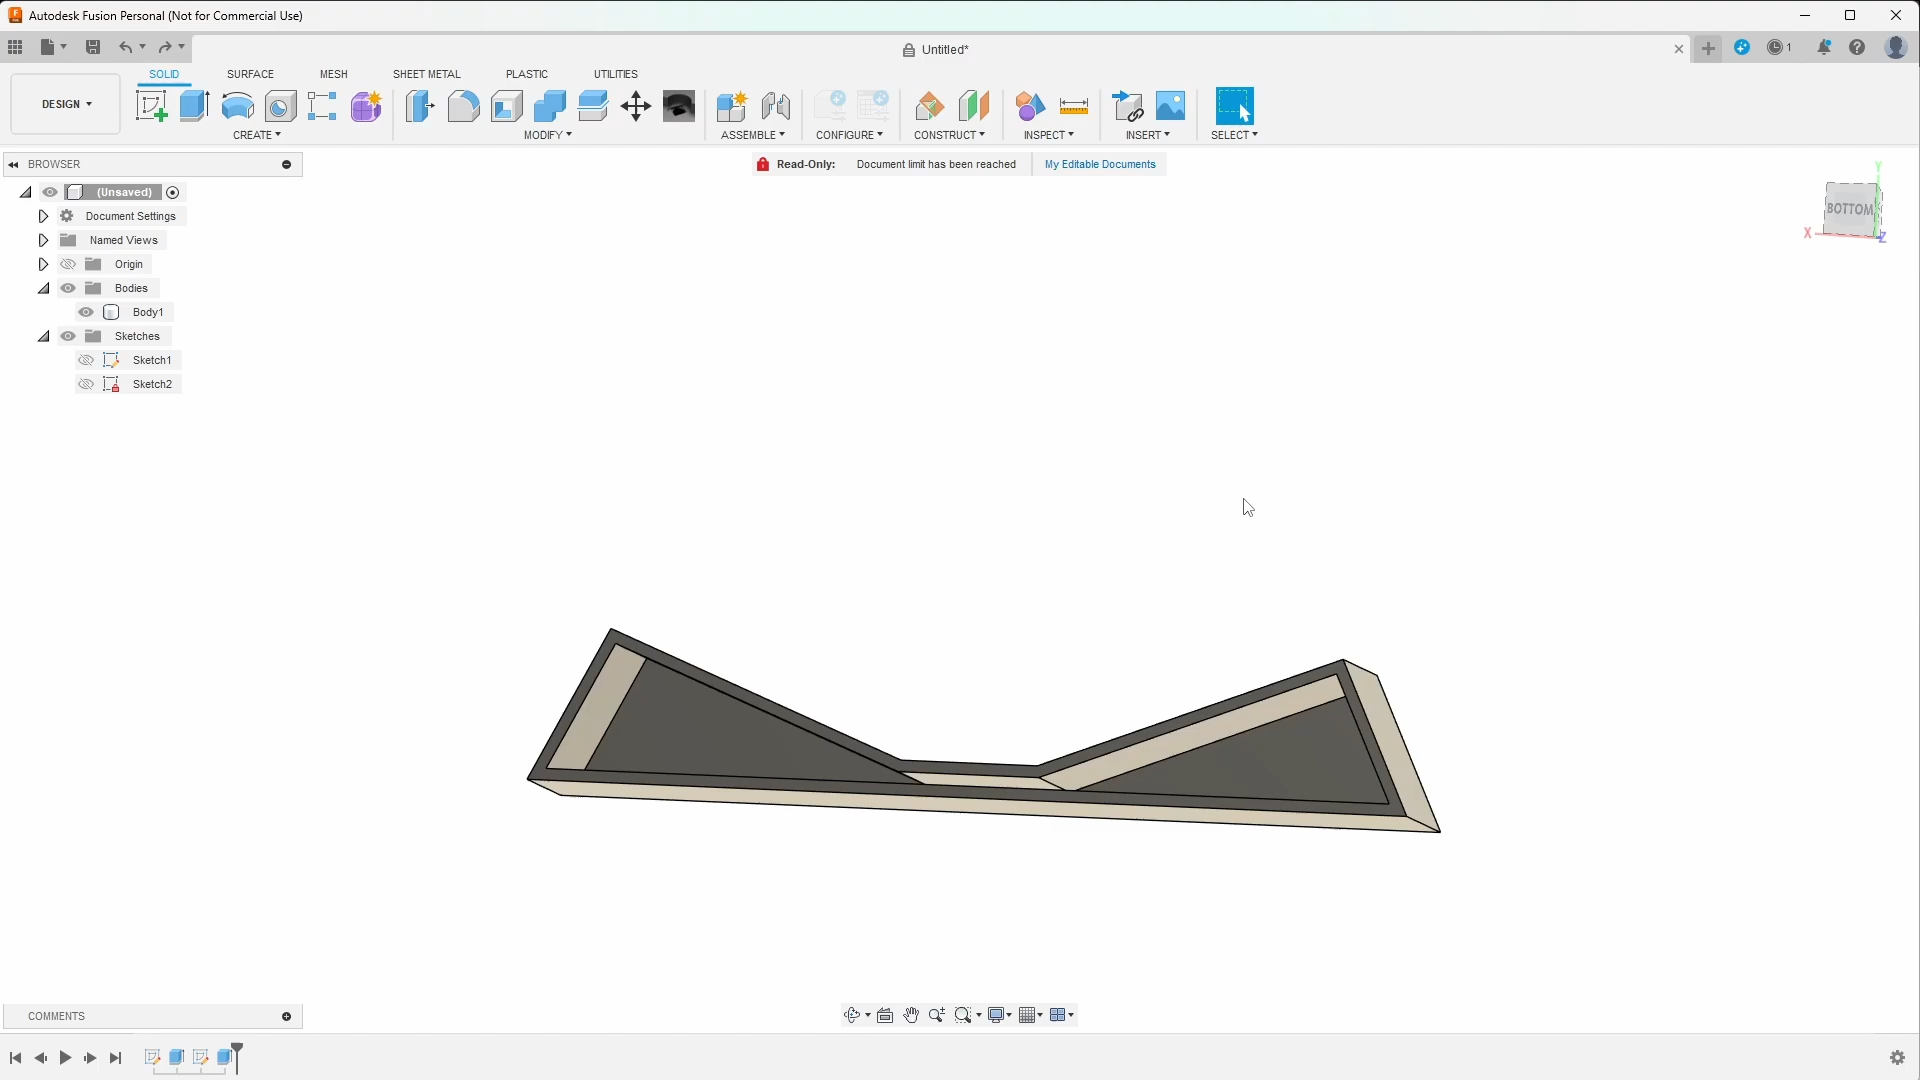 Autodesk Fusion Personal (Not for Commercial Use)
Untitled*
1
SOLID SURFACE MESH SHEET METAL PLASTIC UTILITIES
DESIGN
CREATE MODIFY ASSEMBLE CONFIGURE CONSTRUCT INSPECT INSERT SELECT
BROWSER
Read-Only: Document limit has been reached My Editable Documents
(Unsaved)
Document Settings
Named Views
Origin
Bodies
Body1
Sketches
Sketch1
Sketch2
Y
BOTTOM
X
Z
COMMENTS